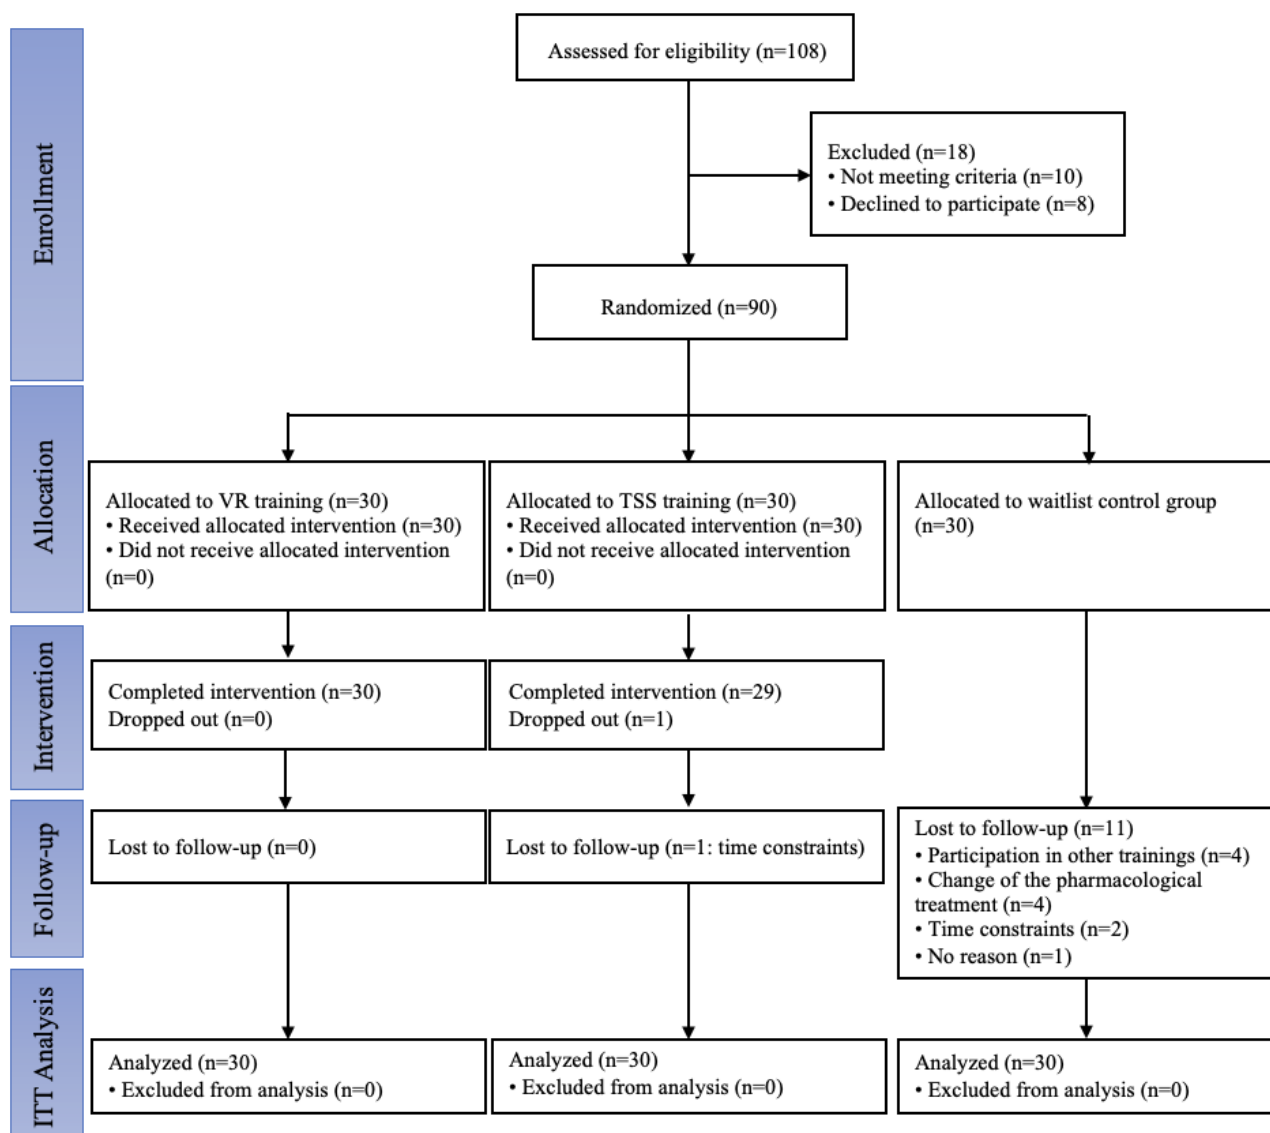 Enrollment
Assessed for eligibility (n=108)
Excluded (n=18)
• Not meeting criteria (n=10)
• Declined to participate (n=8)
Randomized (n=90)
Allocation
Allocated to VR training (n=30)
• Received allocated intervention (n=30)
• Did not receive allocated intervention
(n=0)
Allocated to TSS training (n=30)
• Received allocated intervention (n=30)
• Did not receive allocated intervention
(n=0)
Allocated to waitlist control group
(n=30)
Intervention
Completed intervention (n=30)
Dropped out (n=0)
Completed intervention (n=29)
Dropped out (n=1)
Follow-up
Lost to follow-up (n=0)
Lost to follow-up (n=1: time constraints)
Lost to follow-up (n=11)
• Participation in other trainings (n=4)
• Change of the pharmacological
treatment (n=4)
• Time constraints (n=2)
• No reason (n=1)
ITT Analysis
Analyzed (n=30)
• Excluded from analysis (n=0)
Analyzed (n=30)
• Excluded from analysis (n=0)
Analyzed (n=30)
• Excluded from analysis (n=0)